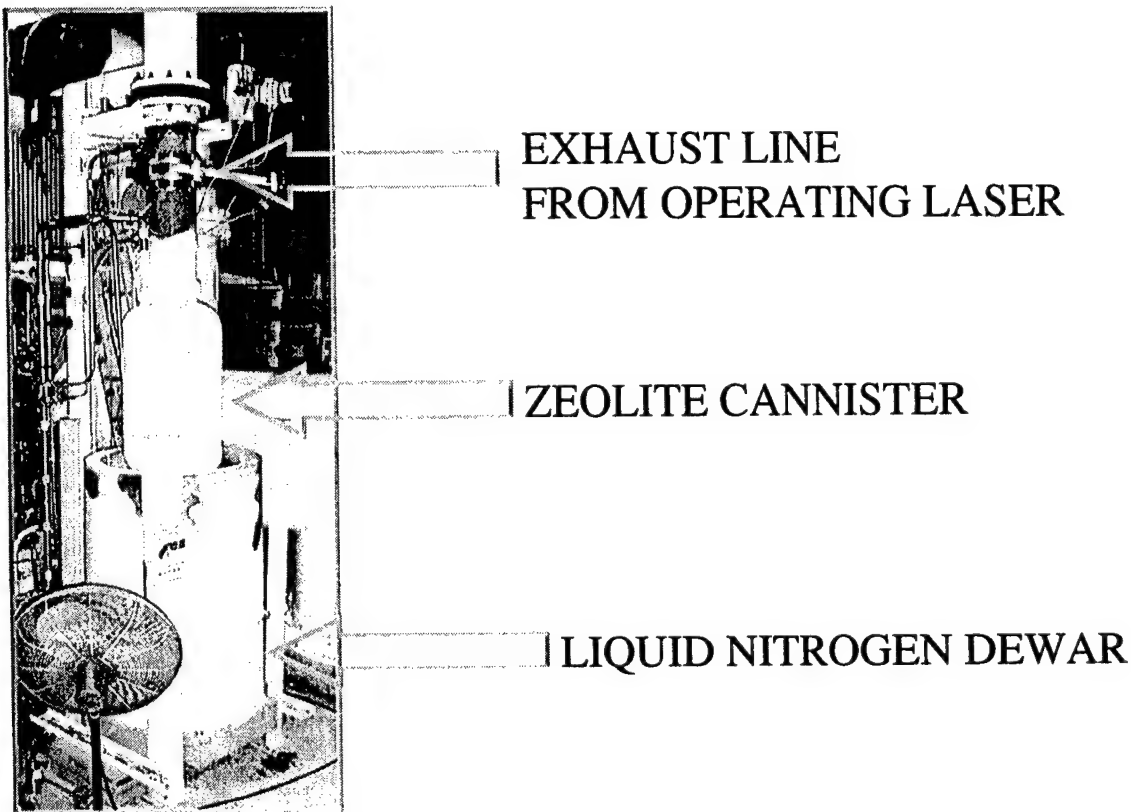 EXHAUST LINE
FROM OPERATING LASER
ZEOLITE CANNISTER
LIQUID NITROGEN DEWAR